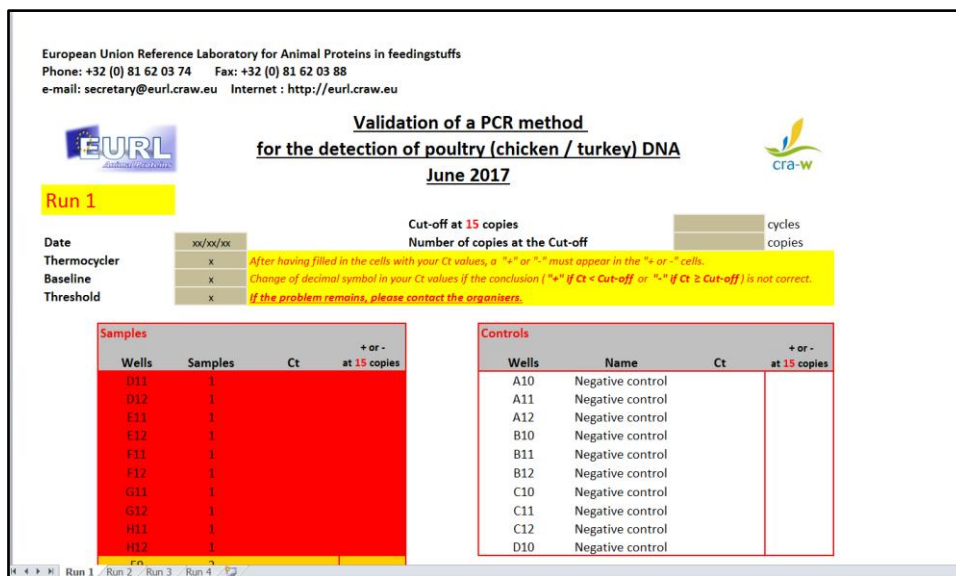 European Union Reference Laboratory for Animal Proteins in feedingstuffs
Phone: +32 (0) 81 62 03 74 Fax: +32 (0) 81 62 03 88
e-mail: secretary@eurl.craw.eu Internet : http://eurl.craw.eu
EURL
Animal Proteins
Validation of a PCR method
for the detection of poultry (chicken / turkey) DNA
June 2017
cra-w
Run 1
Cut-off at 15 copies cycles
Date xx/xx/xx Number of copies at the Cut-off copies
Thermocycler x After having filled in the cells with your Ct values, a "+" or "-" must appear in the "+ or -" cells.
Baseline x Change of decimal symbol in your Ct values if the conclusion ( "+" if Ct < Cut-off or "-" if Ct ≥ Cut-off ) is not correct.
Threshold x If the problem remains, please contact the organisers.
Samples Controls
Wells Samples Ct + or - at 15 copies Wells Name Ct + or - at 15 copies
D11 1 A10 Negative control
D12 1 A11 Negative control
E11 1 A12 Negative control
E12 1 B10 Negative control
F11 1 B11 Negative control
F12 1 B12 Negative control
G11 1 C10 Negative control
G12 1 C11 Negative control
H11 1 C12 Negative control
H12 1 D10 Negative control
Run 1 Run 2 Run 3 Run 4